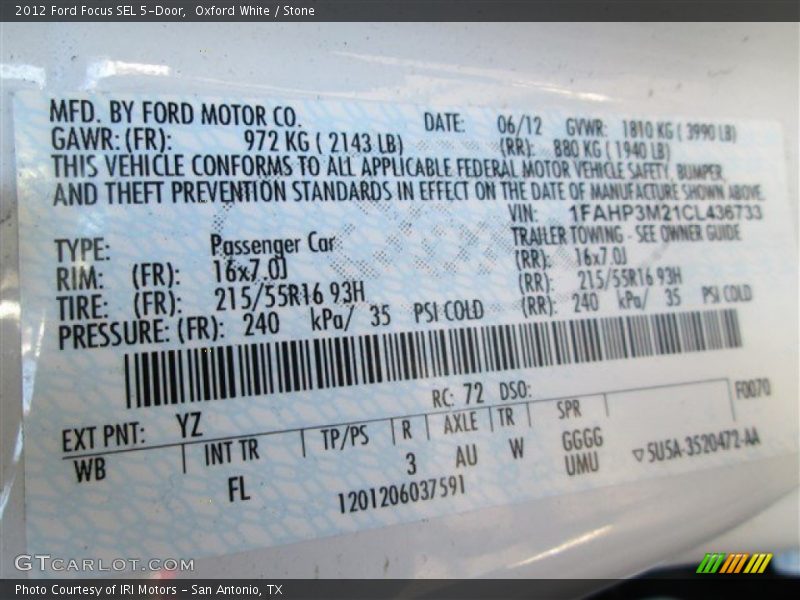 2012 Ford Focus SEL 5-Door, Oxford White / Stone
MFD. BY FORD MOTOR CO. DATE: 06/12 GVWR: 1810 KG ( 3990 LB)
GAWR: (FR): 972 KG ( 2143 LB) (RR): 880 KG ( 1940 LB)
THIS VEHICLE CONFORMS TO ALL APPLICABLE FEDERAL MOTOR VEHICLE SAFETY, BUMPER,
AND THEFT PREVENTION STANDARDS IN EFFECT ON THE DATE OF MANUFACTURE SHOWN ABOVE.
VIN: 1FAHP3M21CL436733
TYPE: Passenger Car TRAILER TOWING - SEE OWNER GUIDE
RIM: (FR): 16x7.0J (RR): 16x7.0J
TIRE: (FR): 215/55R16 93H (RR): 215/55R16 93H
PRESSURE: (FR): 240 kPa/ 35 PSI COLD (RR): 240 kPa/ 35 PSI COLD
EXT PNT: YZ RC: 72 DSO: F0070
WB INT TR TP/PS R AXLE TR SPR
FL 3 AU W GGGG
UMU ▽5U5A-3520472-AA
1201206037591
GTCARLOT.COM
Photo Courtesy of IRI Motors - San Antonio, TX